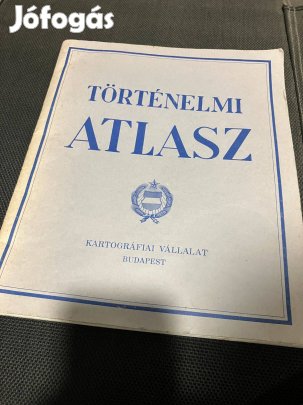 Jófogás
TÖRTÉNELMI
ATLASZ
KARTOGRÁFIAI VÁLLALAT
BUDAPEST